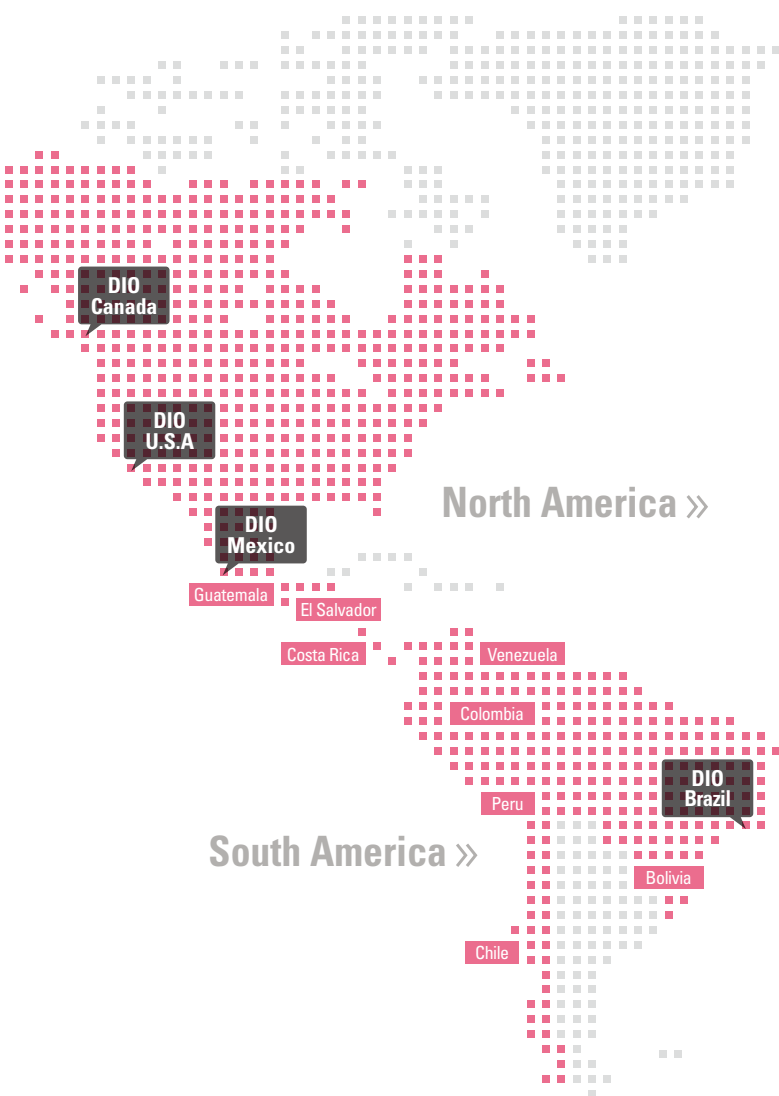 DIO
Canada
DIO
U.S.A
North America »
DIO
Mexico
Guatemala
El Salvador
Costa Rica
Venezuela
Colombia
DIO
Brazil
Peru
South America »
Bolivia
Chile